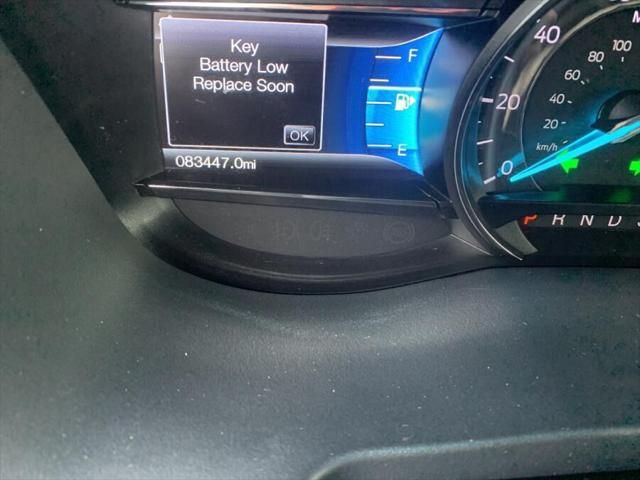 Key
Battery Low
Replace Soon
OK
083447.0mi
F
E
40
20
0
100
80
60
40
20
km/h
P R N D